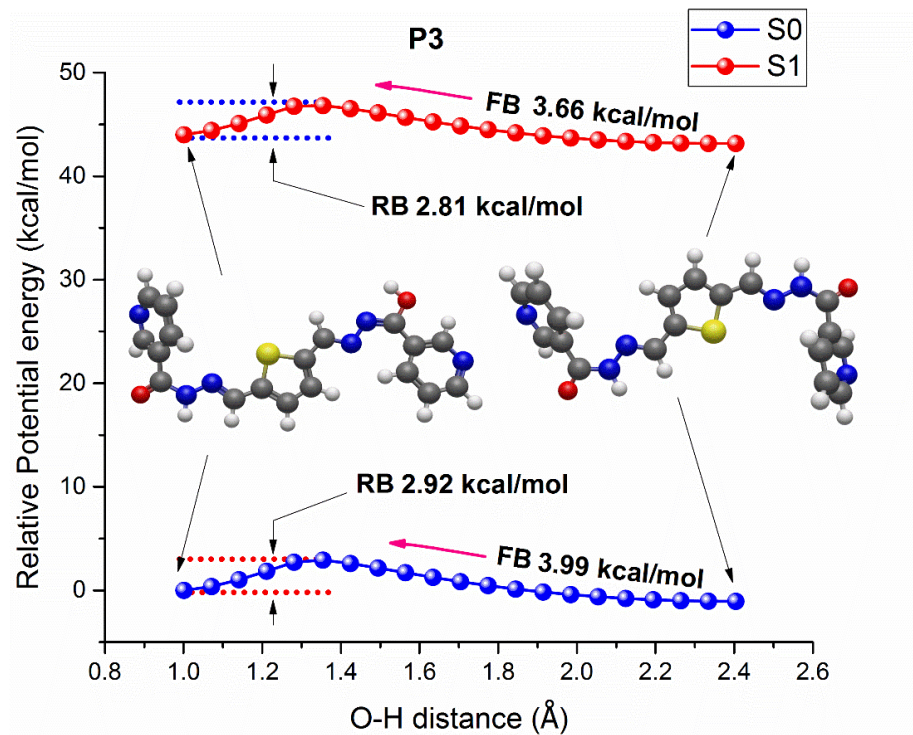 P3
S0
S1
Relative Potential energy (kcal/mol)
50
40
30
20
10
0
FB 3.66 kcal/mol
RB 2.81 kcal/mol
RB 2.92 kcal/mol
FB 3.99 kcal/mol
0.8 1.0 1.2 1.4 1.6 1.8 2.0 2.2 2.4 2.6
O-H distance (Å)